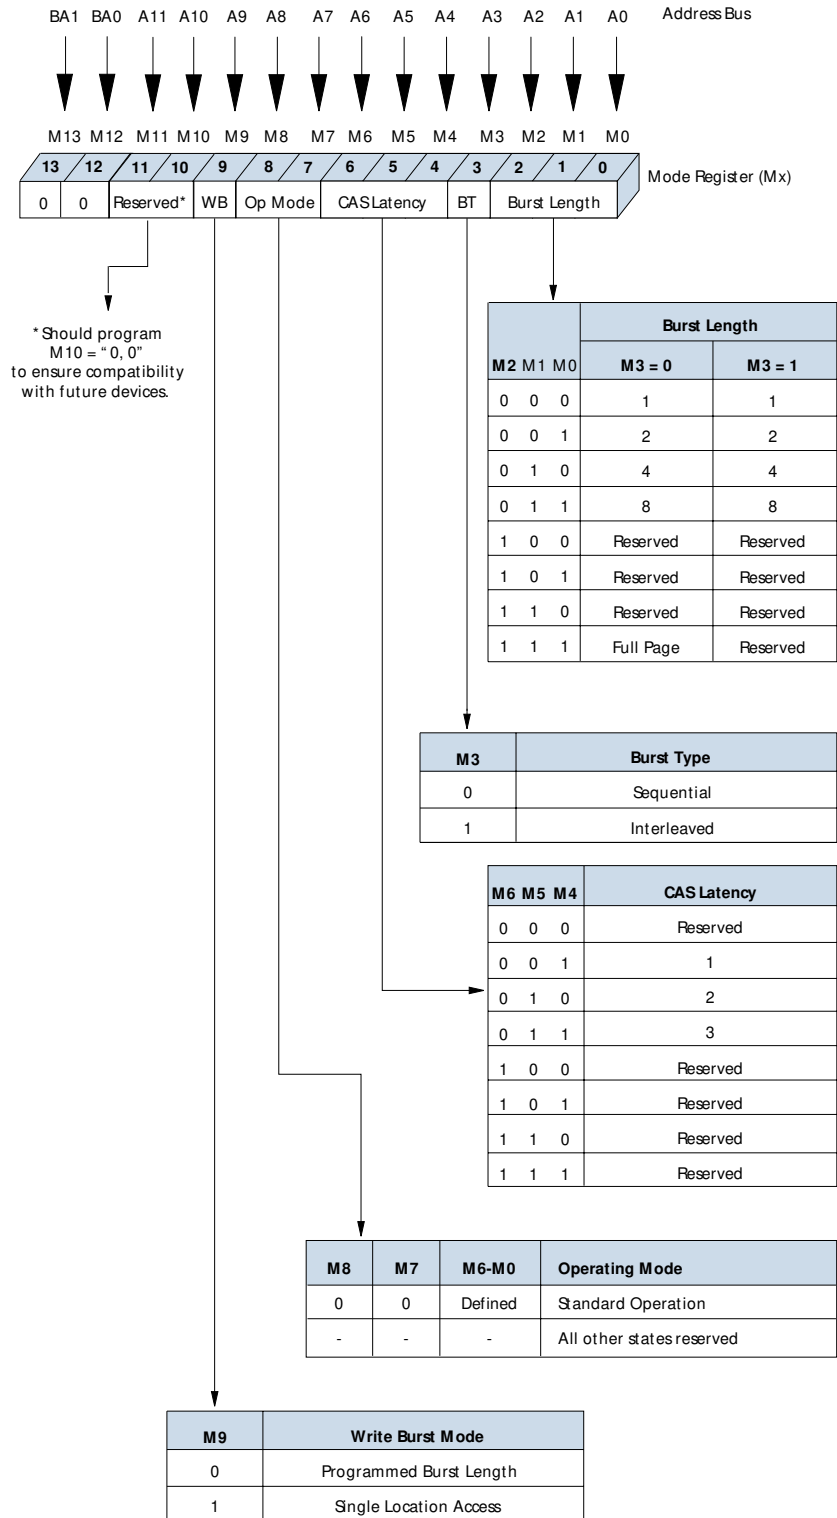 BA1 BA0 A11 A10 A9 A8 A7 A6 A5 A4 A3 A2 A1 A0 Address Bus
M13 M12 M11 M10 M9 M8 M7 M6 M5 M4 M3 M2 M1 M0
13 12 11 10 9 8 7 6 5 4 3 2 1 0
Mode Register (Mx)
0 0 Reserved* WB Op Mode CAS Latency BT Burst Length
*Should program
M10 = “0, 0”
to ensure compatibility
with future devices.
Burst Length
M2 M1 M0 M3 = 0 M3 = 1
0 0 0 1 1
0 0 1 2 2
0 1 0 4 4
0 1 1 8 8
1 0 0 Reserved Reserved
1 0 1 Reserved Reserved
1 1 0 Reserved Reserved
1 1 1 Full Page Reserved
M3 Burst Type
0 Sequential
1 Interleaved
M6 M5 M4 CAS Latency
0 0 0 Reserved
0 0 1 1
0 1 0 2
0 1 1 3
1 0 0 Reserved
1 0 1 Reserved
1 1 0 Reserved
1 1 1 Reserved
M8 M7 M6-M0 Operating Mode
0 0 Defined Standard Operation
- - - All other states reserved
M9 Write Burst Mode
0 Programmed Burst Length
1 Single Location Access